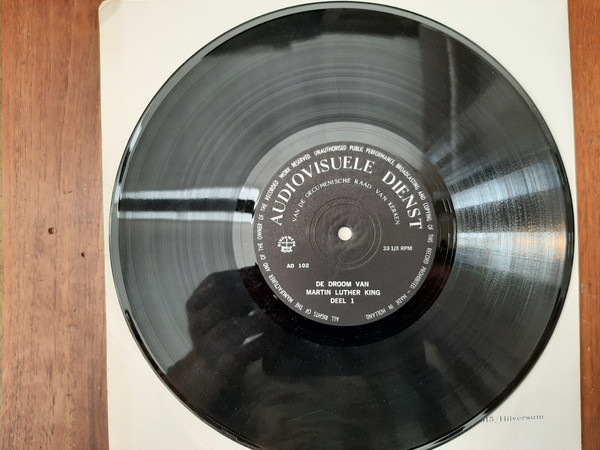 ALL RIGHTS OF THE MANUFACTURER AND OF THE OWNER OF THE RECORDED WORK RESERVED UNAUTHORISED PUBLIC PERFORMANCE, BROADCASTING AND COPYING OF THIS RECORD PROHIBITED - MADE IN HOLLAND
AUDIOVISUELE DIENST
VAN DE OECUMENISCHE RAAD VAN KERKEN
33 1/3 RPM
AD 102
DE DROOM VAN
MARTIN LUTHER KING
DEEL 1
/Hilversum